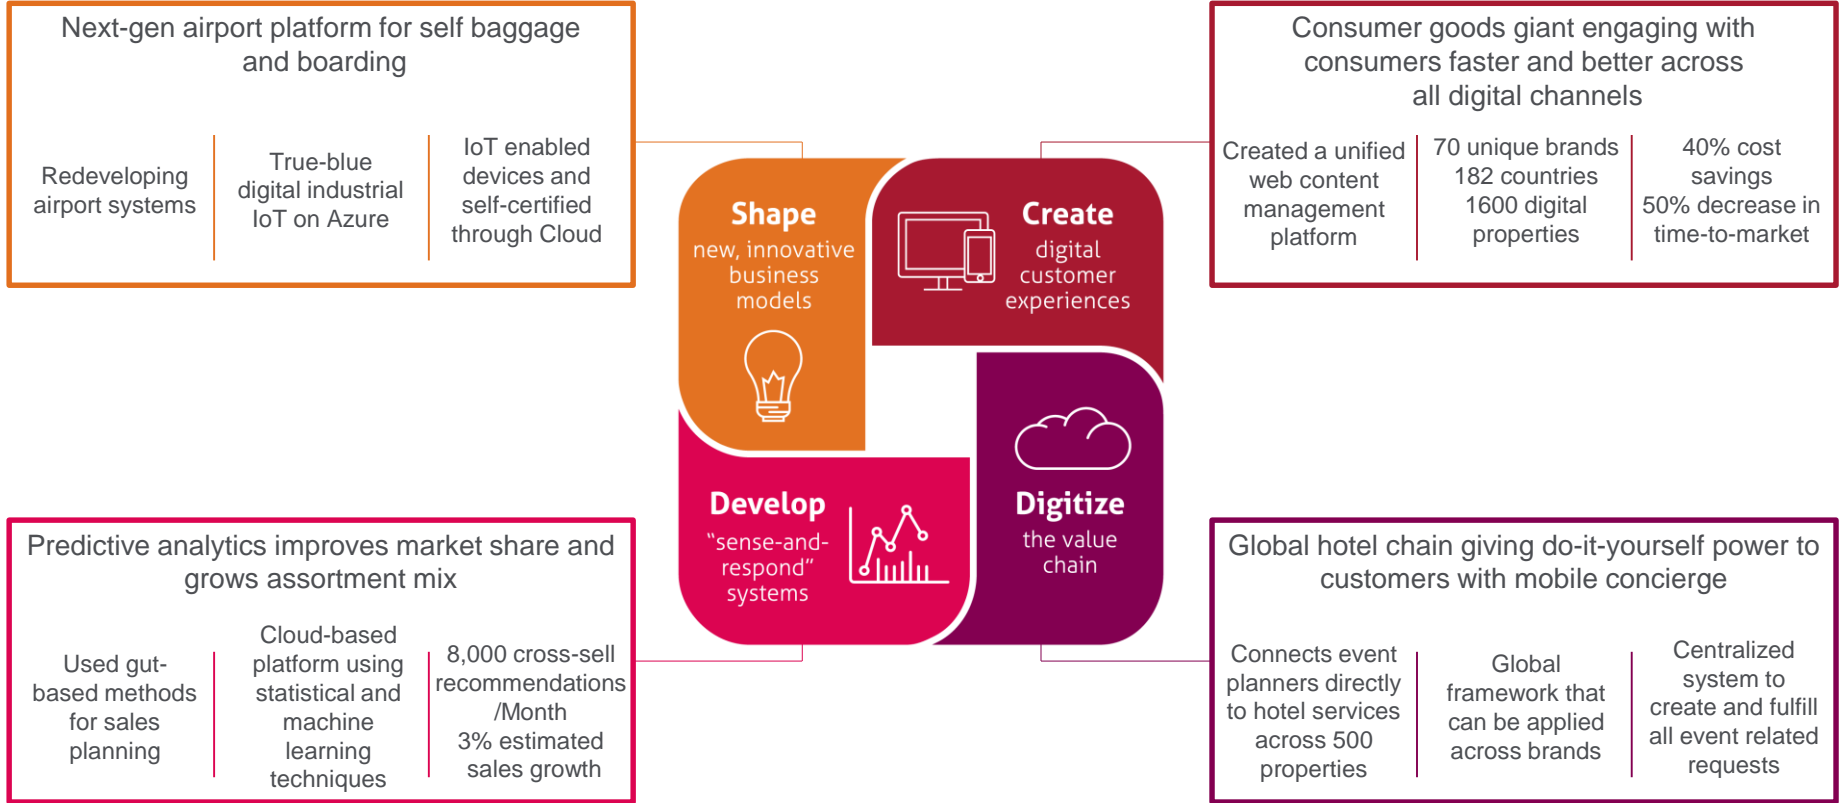 Next-gen airport platform for self baggage
and boarding
Redeveloping
airport systems
True-blue
digital industrial
IoT on Azure
IoT enabled
devices and
self-certified
through Cloud
Consumer goods giant engaging with
consumers faster and better across
all digital channels
Created a unified
web content
management
platform
70 unique brands
182 countries
1600 digital
properties
40% cost
savings
50% decrease in
time-to-market
Shape
new, innovative
business
models
Create
digital
customer
experiences
Develop
“sense-and-
respond”
systems
Digitize
the value
chain
Predictive analytics improves market share and
grows assortment mix
Used gut-
based methods
for sales
planning
Cloud-based
platform using
statistical and
machine
learning
techniques
8,000 cross-sell
recommendations
/Month
3% estimated
sales growth
Global hotel chain giving do-it-yourself power to
customers with mobile concierge
Connects event
planners directly
to hotel services
across 500
properties
Global
framework that
can be applied
across brands
Centralized
system to
create and fulfill
all event related
requests